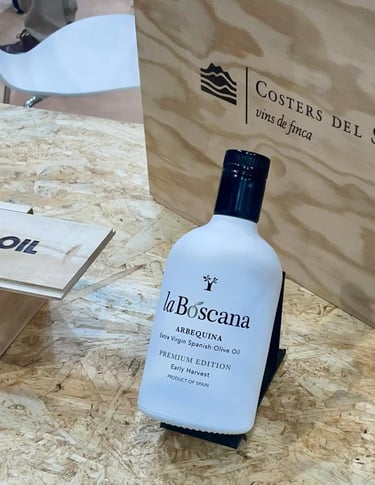 COSTERS DEL S
vins de finca
OIL
la Boscana
ARBEQUINA
Extra Virgin Spanish Olive Oil
PREMIUM EDITION
Early Harvest
PRODUCT OF SPAIN